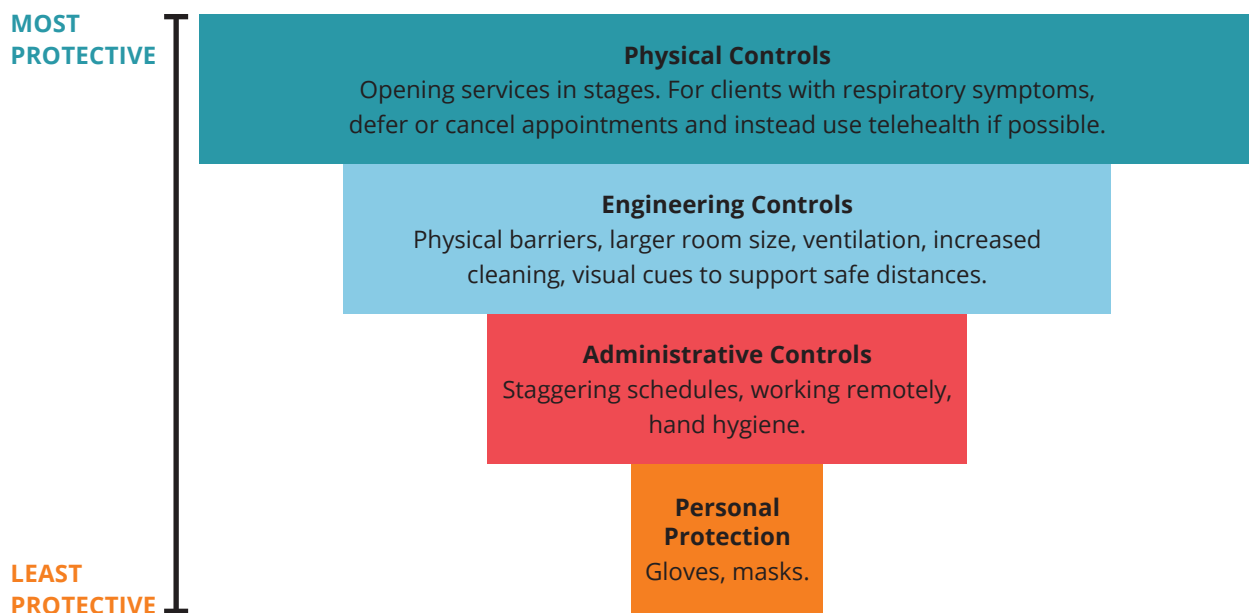 MOST
PROTECTIVE
Physical Controls
Opening services in stages. For clients with respiratory symptoms,
defer or cancel appointments and instead use telehealth if possible.
Engineering Controls
Physical barriers, larger room size, ventilation, increased
cleaning, visual cues to support safe distances.
Administrative Controls
Staggering schedules, working remotely,
hand hygiene.
Personal
Protection
Gloves, masks.
LEAST
PROTECTIVE